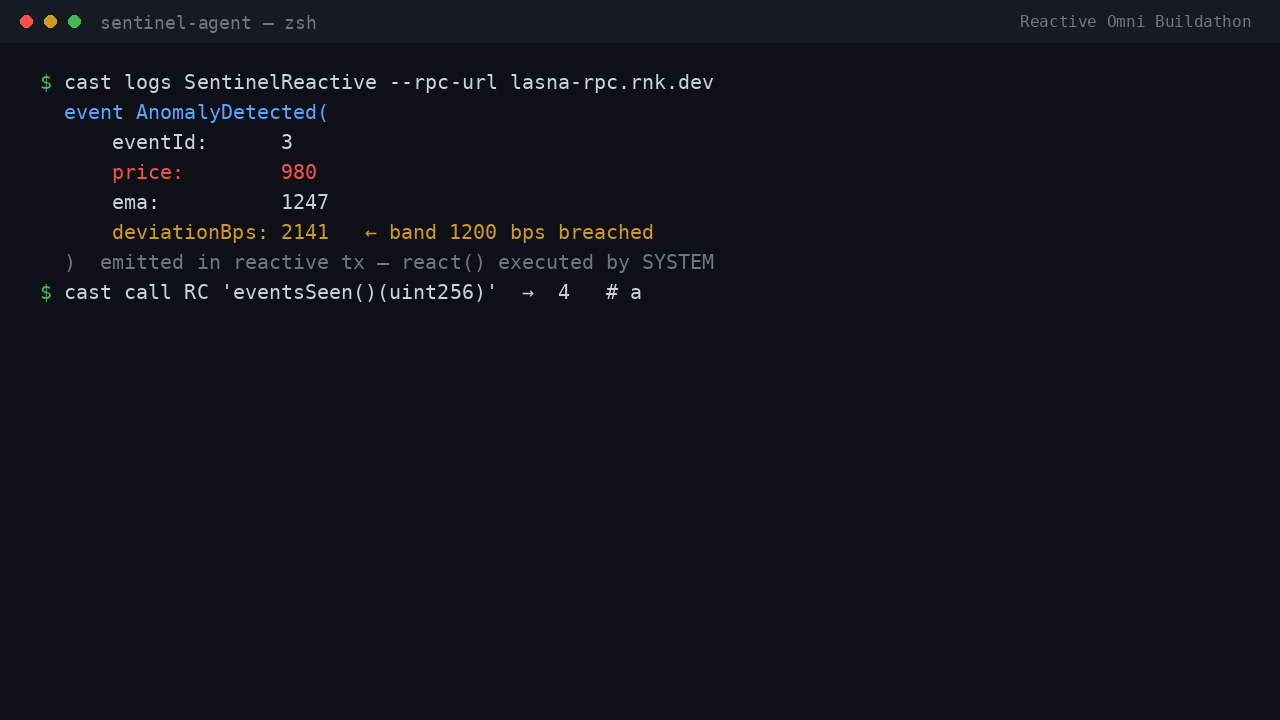 sentinel-agent — zsh
Reactive Omni Buildathon
$ cast logs SentinelReactive --rpc-url lasna-rpc.rnk.dev
event AnomalyDetected(
eventId: 3
price: 980
ema: 1247
deviationBps: 2141 ← band 1200 bps breached
) emitted in reactive tx — react() executed by SYSTEM
$ cast call RC 'eventsSeen()(uint256)' → 4 # a